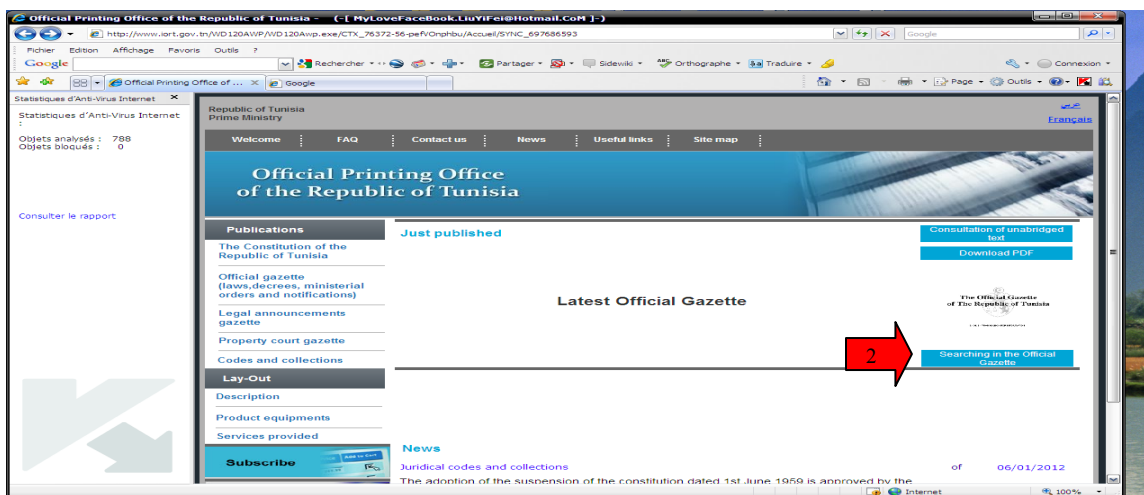 Official Printing Office of the Republic of Tunisia - (-[ MyLoveFaceBook.LiuYiFei@Hotmail.CoM ]-)
http://www.iort.gov.tn/WD120AWP/WD120Awp.exe/CTX_76372-56-pefVOnphbu/Accueil/SYNC_697686593
Google
Fichier Edition Affichage Favoris Outils ?
Google Rechercher Partager Sidewiki Orthographe Traduire Connexion
Official Printing Office of ... Google Page Outils
Statistiques d'Anti-Virus Internet
Statistiques d'Anti-Virus Internet
:
Objets analysés : 788
Objets bloqués : 0
Consulter le rapport
Republic of Tunisia
Prime Ministry
عربي
Français
Welcome FAQ Contact us News Useful links Site map
Official Printing Office
of the Republic of Tunisia
Publications
The Constitution of the
Republic of Tunisia
Official gazette
(laws,decrees, ministerial
orders and notifications)
Legal announcements
gazette
Property court gazette
Codes and collections
Lay-Out
Description
Product equipments
Services provided
Subscribe
Add to Cart
Just published
Latest Official Gazette
Consultation of unabridged
text
Download PDF
The Official Gazette
of The Republic of Tunisia
2
Searching in the Official
Gazette
News
Juridical codes and collections of 06/01/2012
The adoption of the suspension of the constitution dated 1st June 1959 is approved by the
Internet 100%